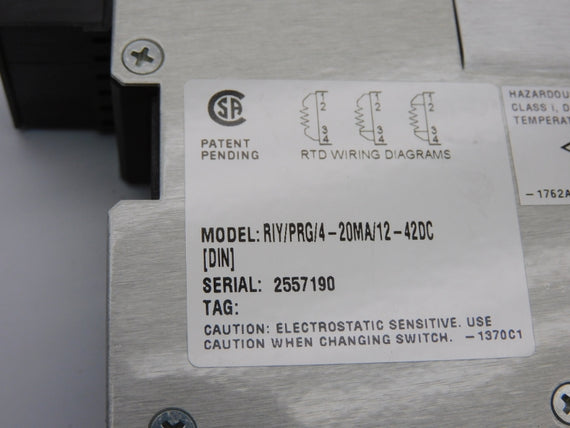 CSA
PATENT
PENDING
1 2 3 4
1 2 3 4
1 2 3 4
RTD WIRING DIAGRAMS
MODEL: RIY/PRG/4-20MA/12-42DC
[DIN]
SERIAL: 2557190
TAG:
CAUTION: ELECTROSTATIC SENSITIVE. USE
CAUTION WHEN CHANGING SWITCH. -1370C1
HAZARDOU
CLASS I, D
TEMPERAT
-1762A